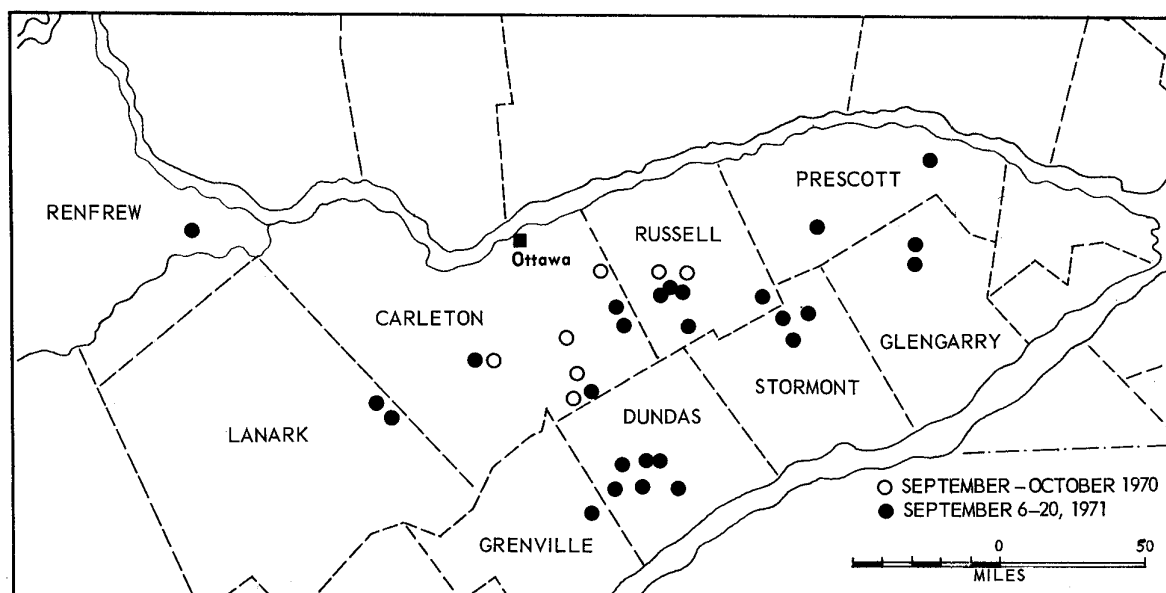 PRESCOTT
RENFREW
RUSSELL
Ottawa
CARLETON
GLENGARRY
STORMONT
DUNDAS
LANARK
SEPTEMBER – OCTOBER 1970
SEPTEMBER 6–20, 1971
GRENVILLE
0 50
MILES